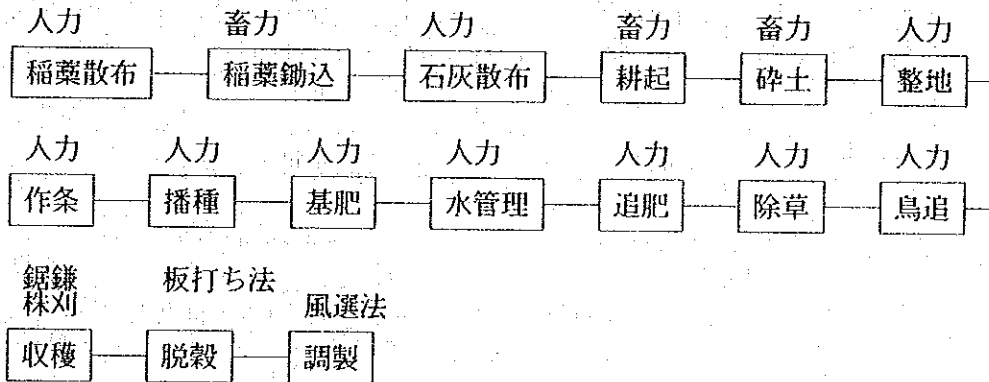 人力 畜力 人力 畜力 畜力 人力
稲藁散布 稲藁鋤込 石灰散布 耕起 砕土 整地
人力 人力 人力 人力 人力 人力 人力
作条 播種 基肥 水管理 追肥 除草 鳥追
鋸鎌 板打ち法
株刈 風選法
収穫 脱穀 調製